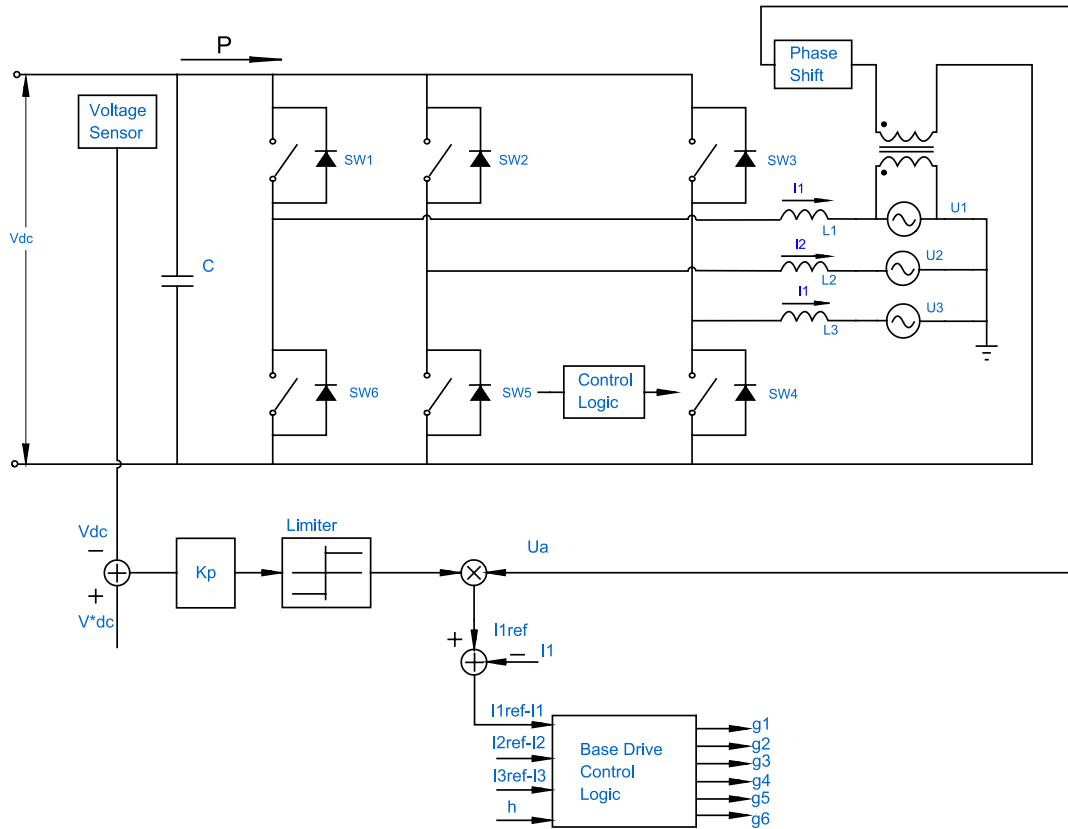 P
Phase
Shift
Voltage
Sensor
SW1
SW2
SW3
I1
U1
L1
Vdc
I2
U2
C
L2
I1
U3
L3
SW6
SW5
Control
Logic
SW4
Vdc
Limiter
Ua
Kp
V*dc
I1ref
I1
I1ref-I1
g1
I2ref-I2
Base Drive
Control
Logic
g2
I3ref-I3
g3
g4
h
g5
g6